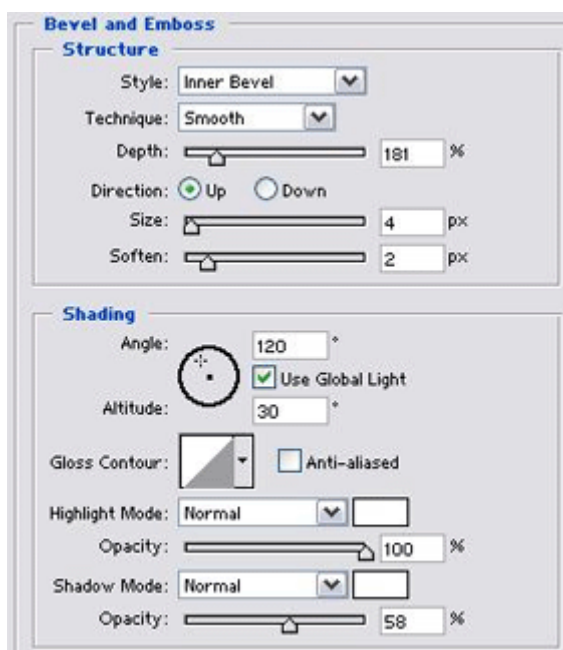 Bevel and Emboss
Structure
Style: Inner Bevel
Technique: Smooth
Depth: 181 %
Direction: Up Down
Size: 4 px
Soften: 2 px
Shading
Angle: 120 °
Use Global Light
Altitude: 30 °
Gloss Contour: Anti-aliased
Highlight Mode: Normal
Opacity: 100 %
Shadow Mode: Normal
Opacity: 58 %